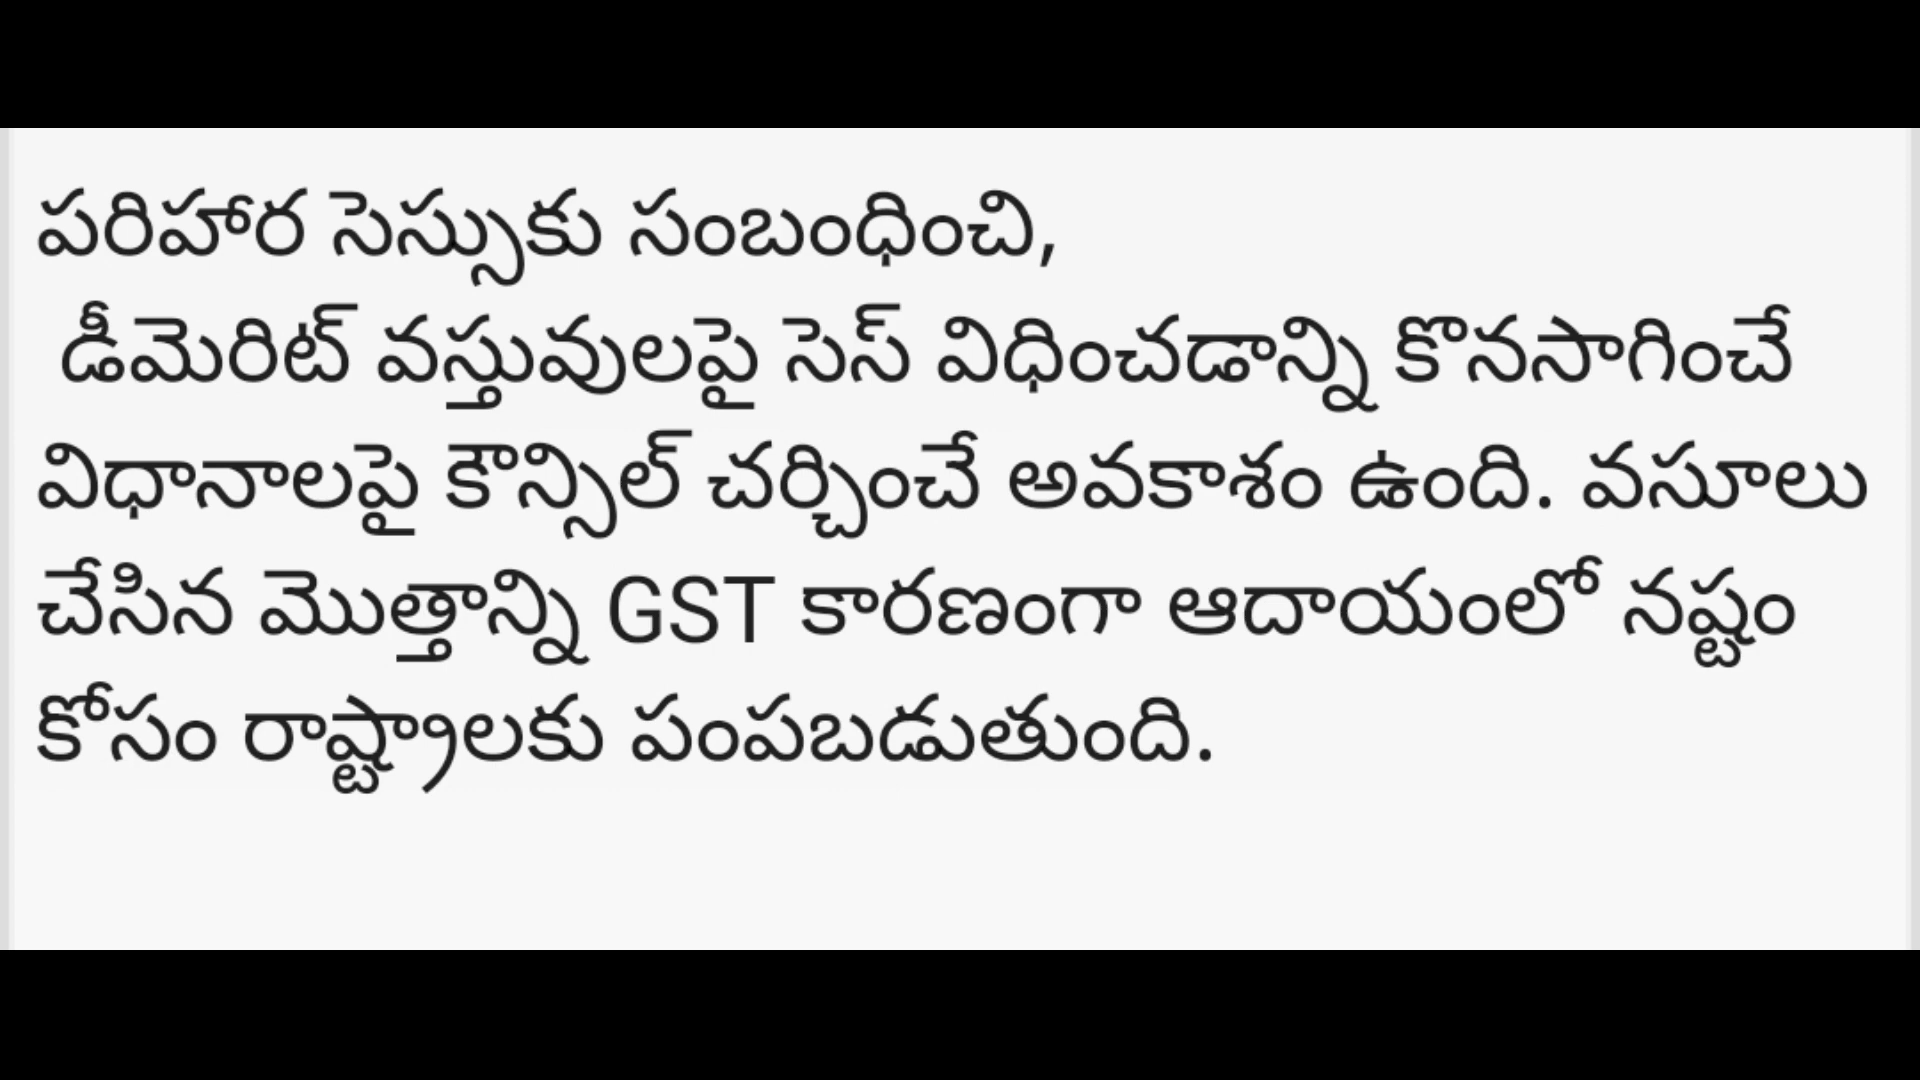 పరిహార సెస్సుకు సంబంధించి,
డీమెరిట్ వస్తువులపై సెస్ విధించడాన్ని కొనసాగించే
విధానాలపై కౌన్సిల్ చర్చించే అవకాశం ఉంది. వసూలు
చేసిన మొత్తాన్ని GST కారణంగా ఆదాయంలో నష్టం
కోసం రాష్ట్రాలకు పంపబడుతుంది.